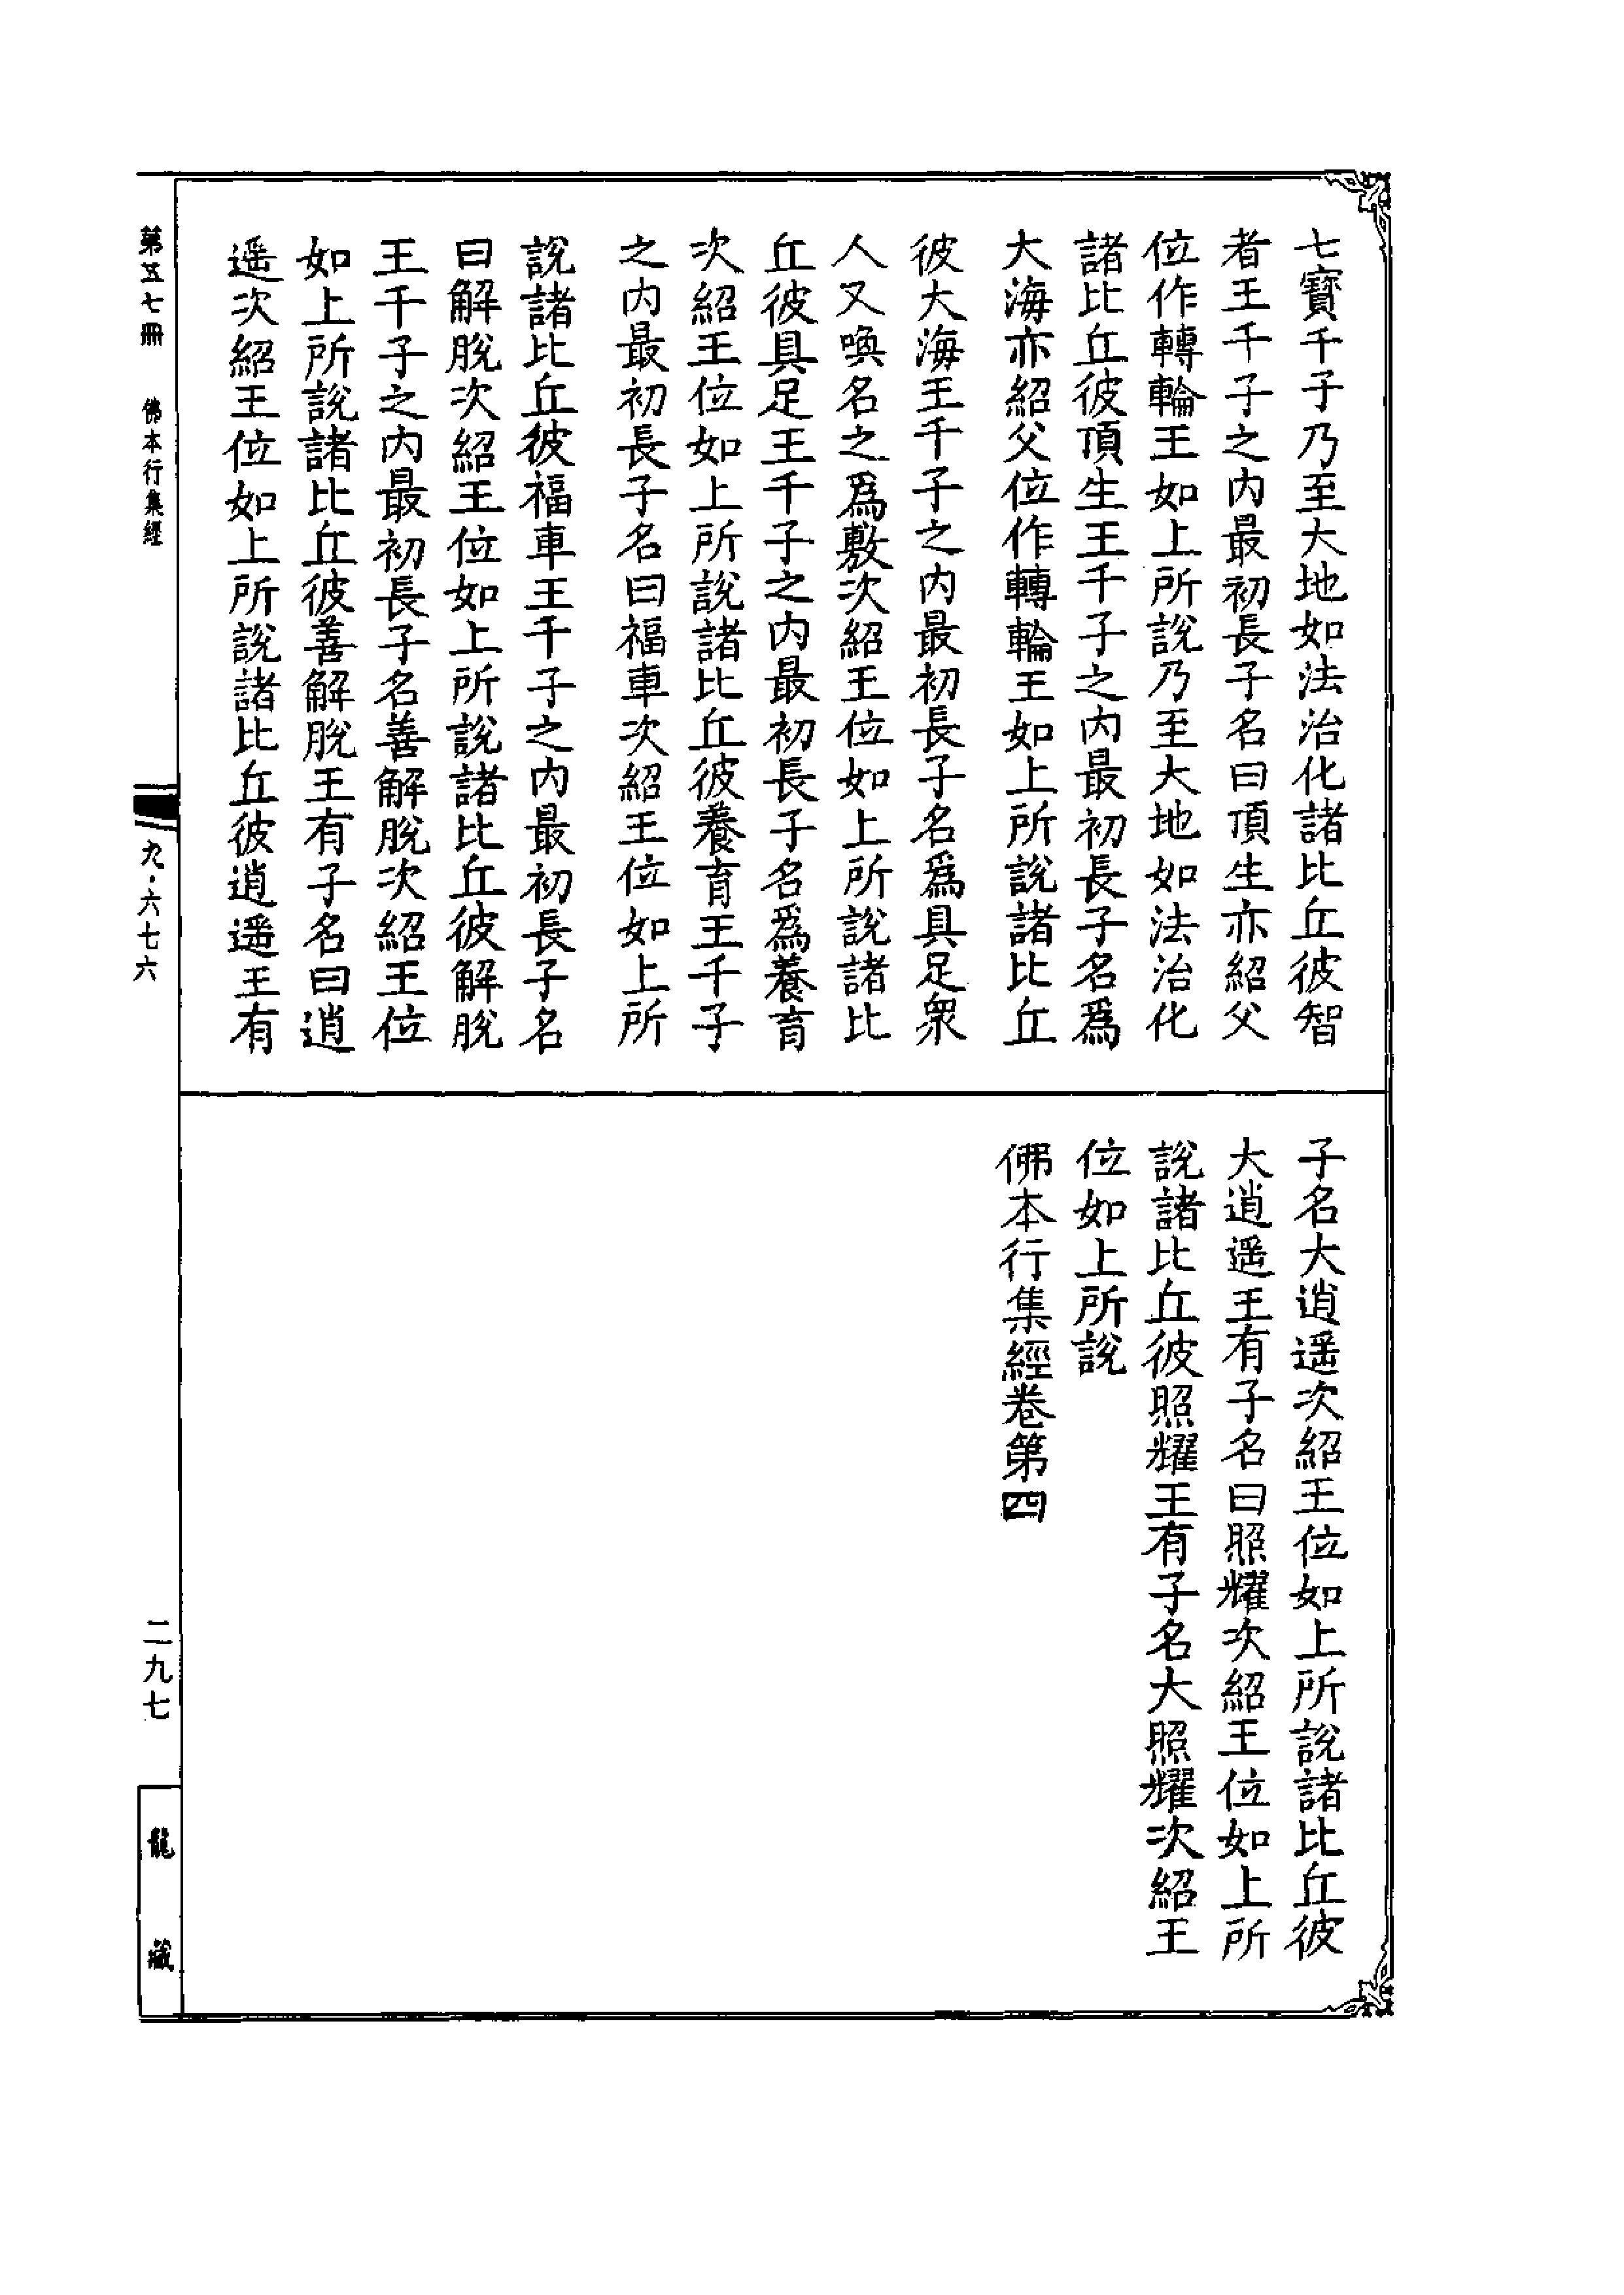 七寶千子乃至大地如法治化諸比丘彼智
者王千子之内最初長子名曰頂生亦紹父
位作轉輪王如上所說乃至大地如法治化
諸比丘彼頂生王千子之内最初長子名爲
大海亦紹父位作轉輪王如上所說諸比丘
彼大海王千子之内最初長子名爲具足衆
人又喚名之爲敷次紹王位如上所說諸比
丘彼具足王千子之内最初長子名爲養育
次紹王位如上所說諸比丘彼養育王千子
之内最初長子名曰福車次紹王位如上所
說諸比丘彼福車王千子之内最初長子名
曰解脫次紹王位如上所說諸比丘彼解脫
王千子之内最初長子名善解脫次紹王位
如上所說諸比丘彼善解脫王有子名曰逍
遥次紹王位如上所說諸比丘彼逍遥王有
子名大逍遥次紹王位如上所說諸比丘彼
大逍遥王有子名曰照耀次紹王位如上所
說諸比丘彼照耀王有子名大照耀次紹王
位如上所說
佛本行集經卷第四
第五七冊 佛本行集經
九·六七六
二九七
龍藏